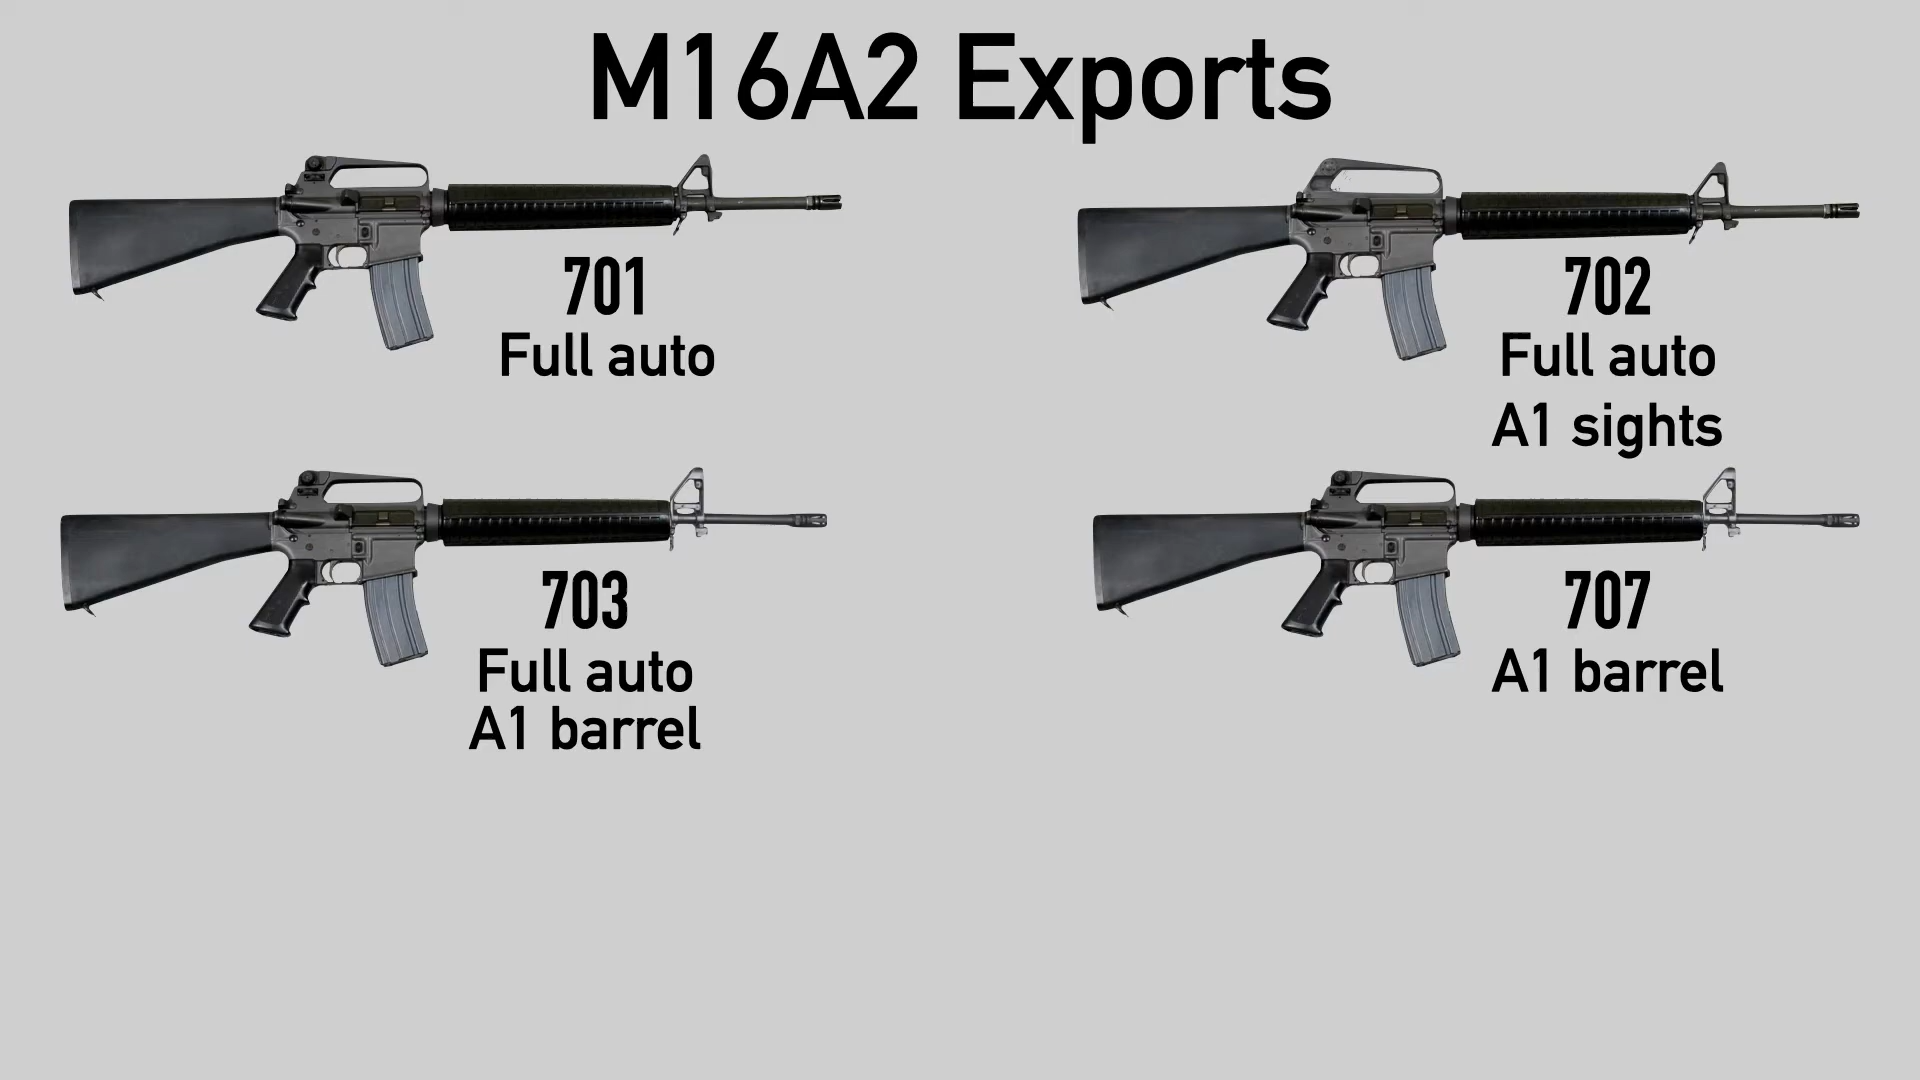 M16A2 Exports
701
Full auto
702
Full auto
A1 sights
703
Full auto
A1 barrel
707
A1 barrel